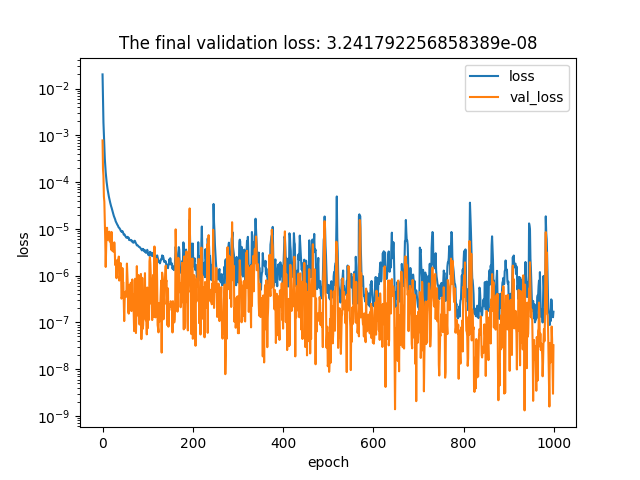 The final validation loss: 3.241792256858389e-08
loss
val_loss
10⁻²
10⁻³
10⁻⁴
10⁻⁵
10⁻⁶
10⁻⁷
10⁻⁸
10⁻⁹
loss
0 200 400 600 800 1000
epoch